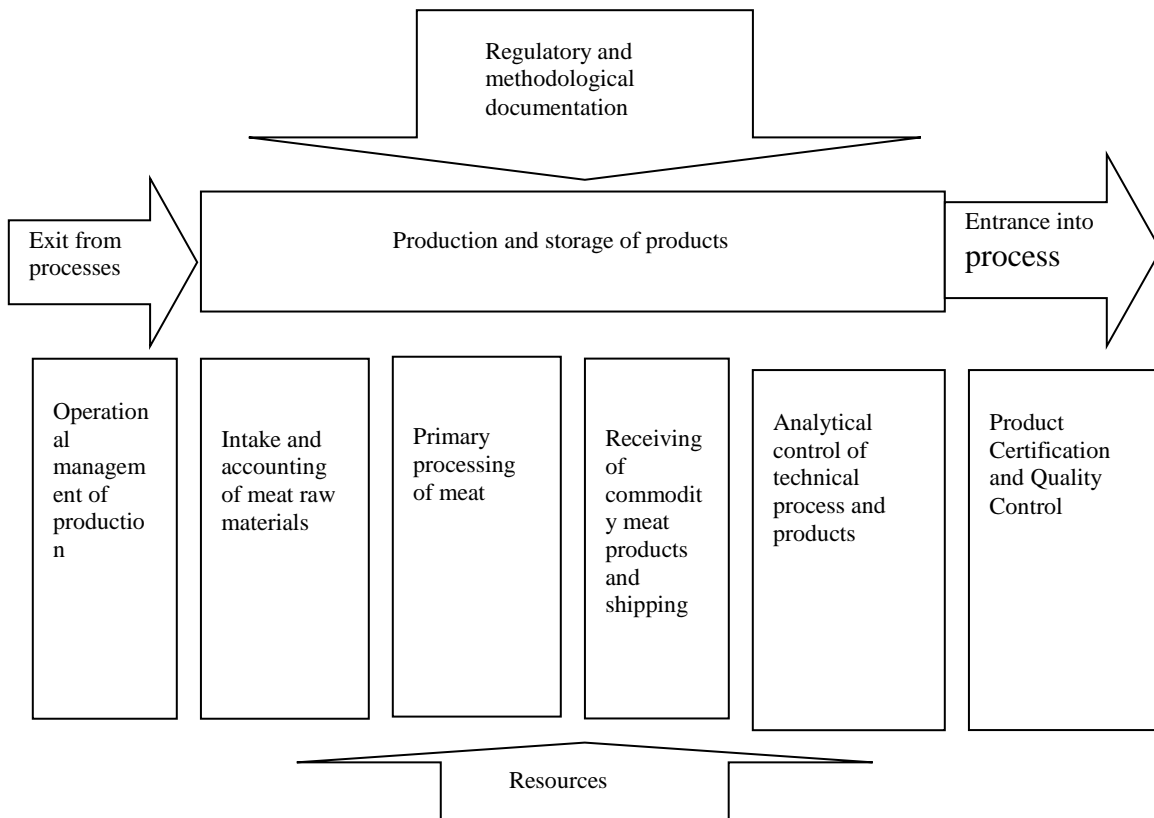 Regulatory and
methodological
documentation
Exit from
processes
Production and storage of products
Entrance into
process
Operation
al
managem
ent of
productio
n
Intake and
accounting
of meat raw
materials
Primary
processing
of meat
Receiving
of
commodit
y meat
products
and
shipping
Analytical
control of
technical
process and
products
Product
Certification
and Quality
Control
Resources